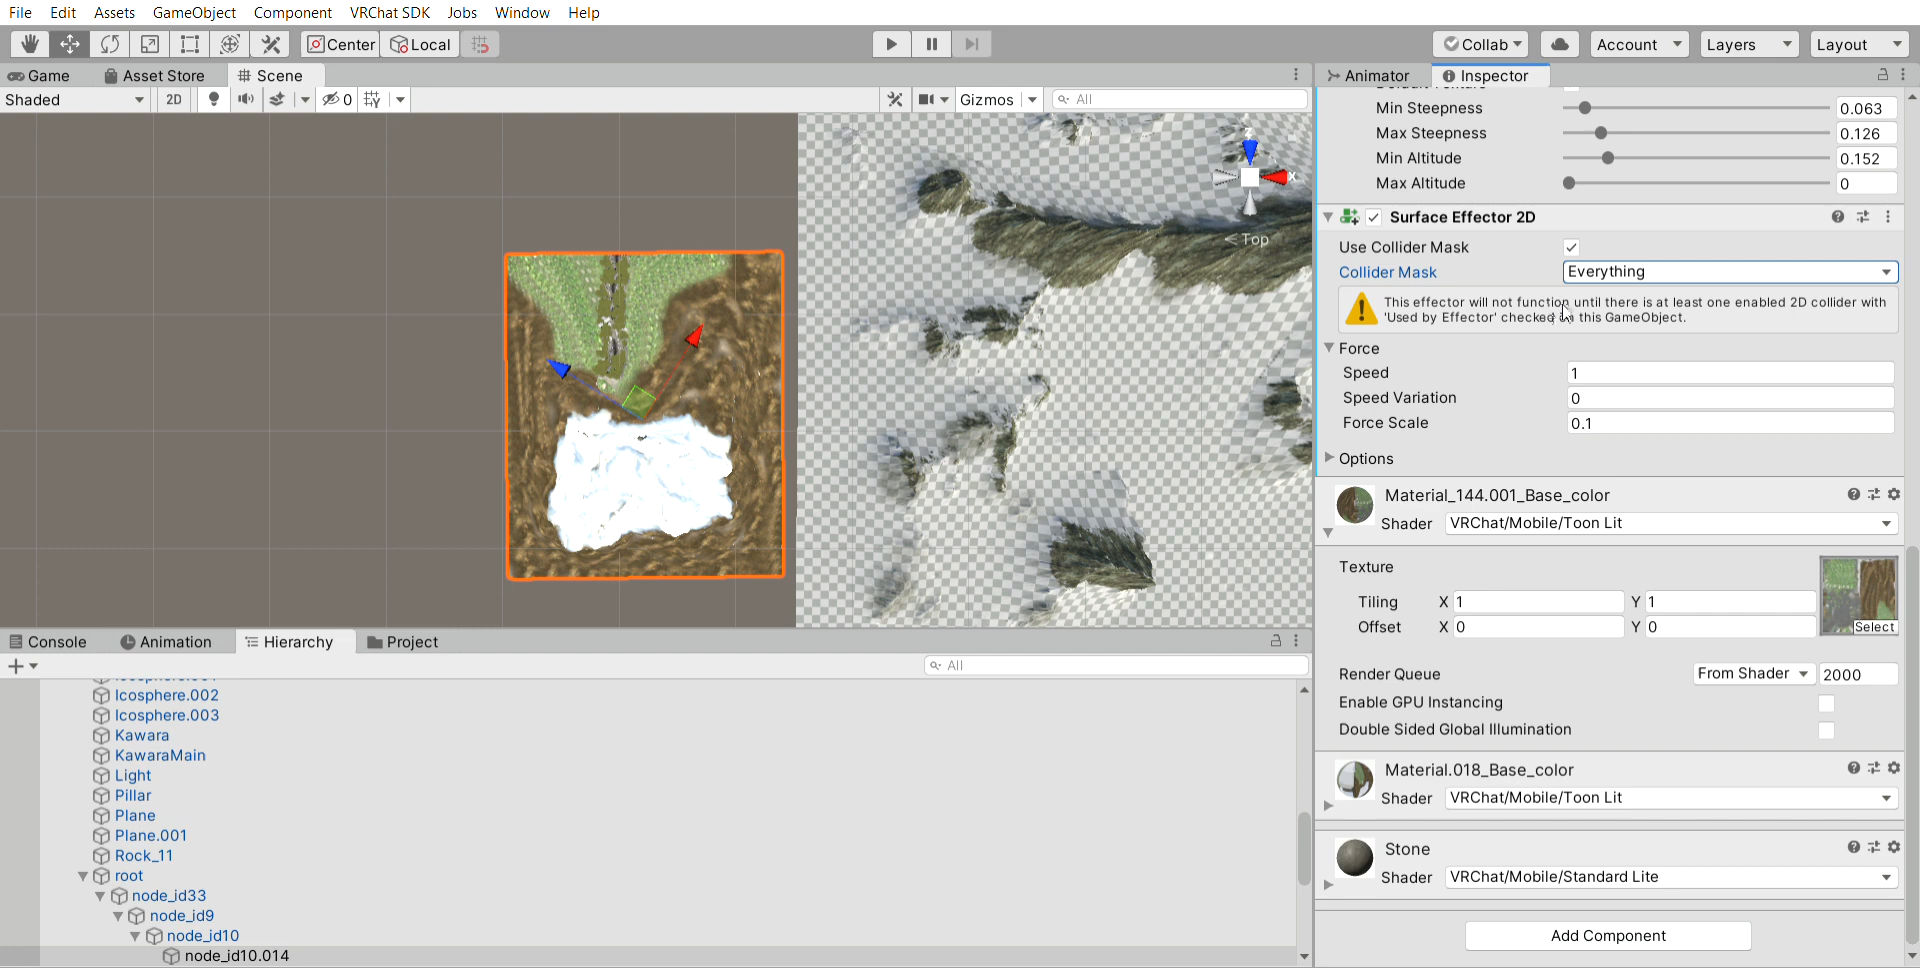 File Edit Assets GameObject Component VRChat SDK Jobs Window Help
Center Local Collab Account Layers Layout
Game Asset Store Scene
Shaded 2D 0 Gizmos All
Top
x
Console Animation Hierarchy Project
All
Icosphere.002
Icosphere.003
Kawara
KawaraMain
Light
Pillar
Plane
Plane.001
Rock_11
root
node_id33
node_id9
node_id10
node_id10.014
Animator Inspector
Min Steepness 0.063
Max Steepness 0.126
Min Altitude 0.152
Max Altitude 0
Surface Effector 2D
Use Collider Mask
Collider Mask Everything
This effector will not function until there is at least one enabled 2D collider with
'Used by Effector' checked on this GameObject.
Force
Speed 1
Speed Variation 0
Force Scale 0.1
Options
Material_144.001_Base_color
Shader VRChat/Mobile/Toon Lit
Texture
Tiling X 1 Y 1
Offset X 0 Y 0
Select
Render Queue From Shader 2000
Enable GPU Instancing
Double Sided Global Illumination
Material.018_Base_color
Shader VRChat/Mobile/Toon Lit
Stone
Shader VRChat/Mobile/Standard Lite
Add Component